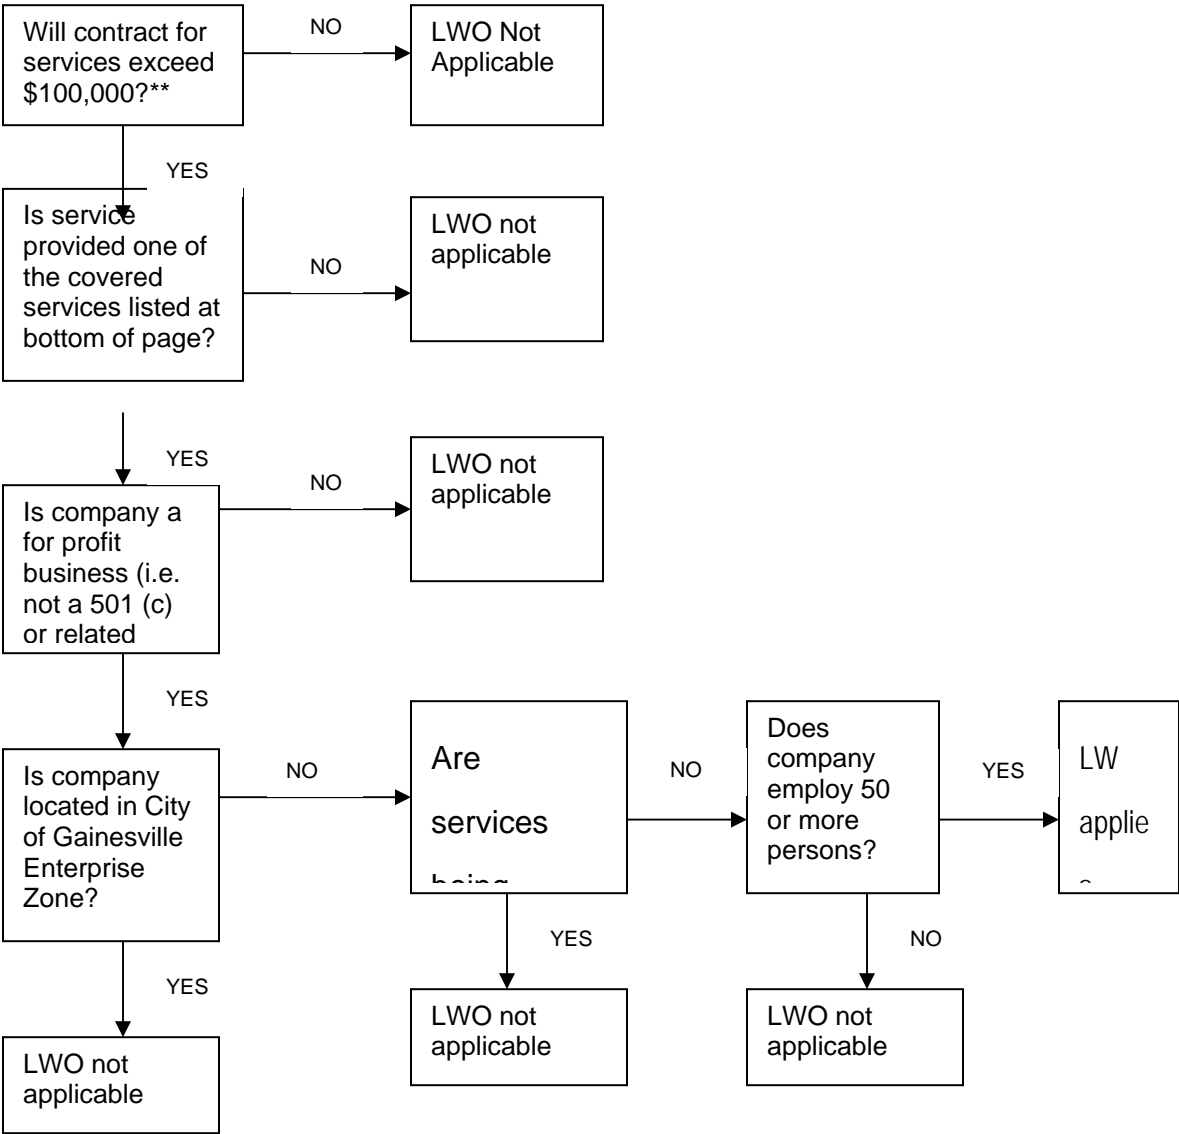 Will contract for
services exceed
$100,000?**
NO
LWO Not
Applicable
YES
Is service
provided one of
the covered
services listed at
bottom of page?
NO
LWO not
applicable
YES
Is company a
for profit
business (i.e.
not a 501 (c)
or related
NO
LWO not
applicable
YES
Is company
located in City
of Gainesville
Enterprise
Zone?
NO
Are
services
being
NO
Does
company
employ 50
or more
persons?
YES
LW
applie
YES
LWO not
applicable
YES
LWO not
applicable
NO
LWO not
applicable